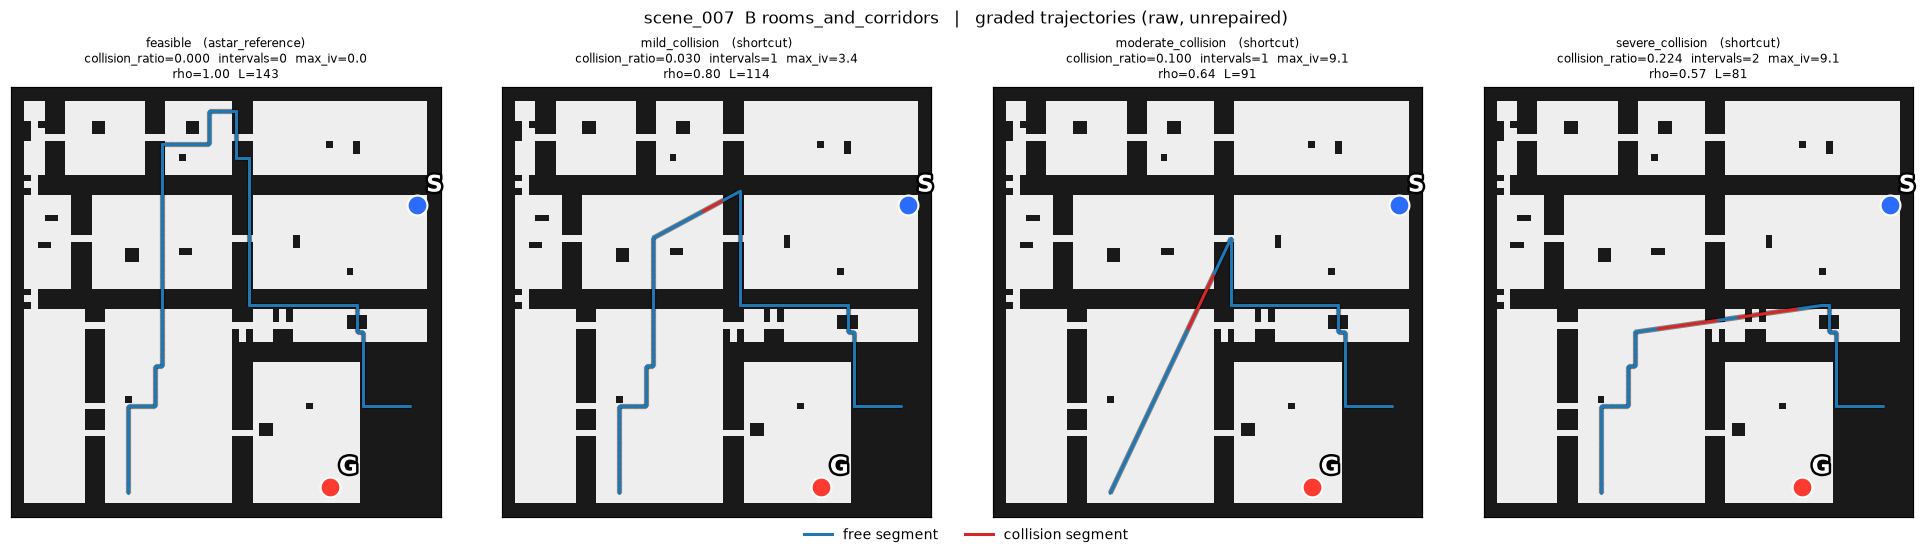 scene_007  B rooms_and_corridors   |   graded trajectories (raw, unrepaired)
feasible   (astar_reference)
collision_ratio=0.000  intervals=0  max_iv=0.0
rho=1.00  L=143
mild_collision   (shortcut)
collision_ratio=0.030  intervals=1  max_iv=3.4
rho=0.80  L=114
moderate_collision   (shortcut)
collision_ratio=0.100  intervals=1  max_iv=9.1
rho=0.64  L=91
severe_collision   (shortcut)
collision_ratio=0.224  intervals=2  max_iv=9.1
rho=0.57  L=81
S
S
S
S
G
G
G
G
free segment
collision segment